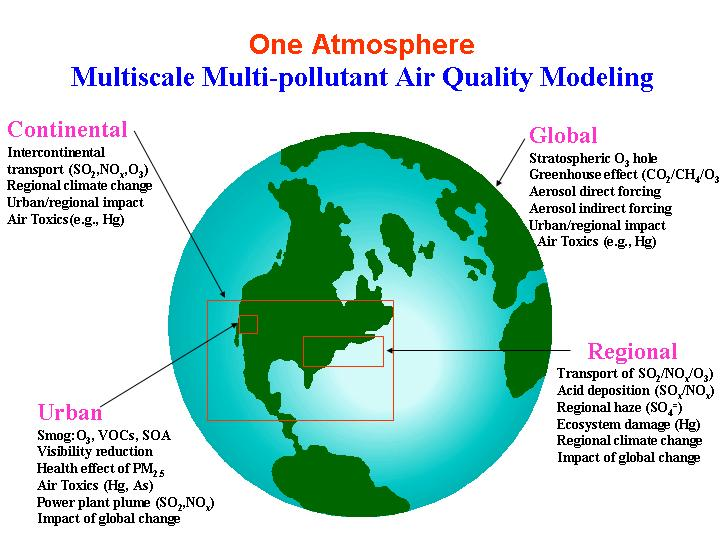 One Atmosphere
Multiscale Multi-pollutant Air Quality Modeling
Continental
Intercontinental
transport (SO₂,NOₓ,O₃)
Regional climate change
Urban/regional impact
Air Toxics(e.g., Hg)
Global
Stratospheric O₃ hole
Greenhouse effect (CO₂/CH₄/O₃
Aerosol direct forcing
Aerosol indirect forcing
Urban/regional impact
Air Toxics (e.g., Hg)
Regional
Transport of SO₂/NOₓ/O₃)
Acid deposition (SOₓ/NOₓ)
Regional haze (SO₄⁼)
Ecosystem damage (Hg)
Regional climate change
Impact of global change
Urban
Smog:O₃, VOCs, SOA
Visibility reduction
Health effect of PM₂.₅
Air Toxics (Hg, As)
Power plant plume (SO₂,NOₓ)
Impact of global change